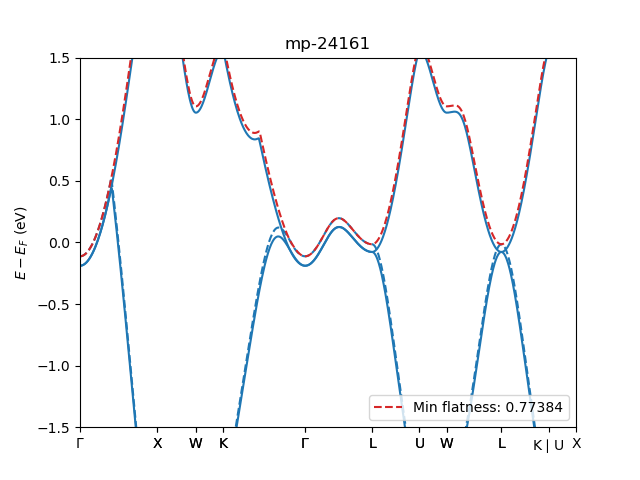 mp-24161
E − E_F (eV)
1.5
1.0
0.5
0.0
−0.5
−1.0
−1.5
Min flatness: 0.77384
Γ X W K Γ L U W L K | U X